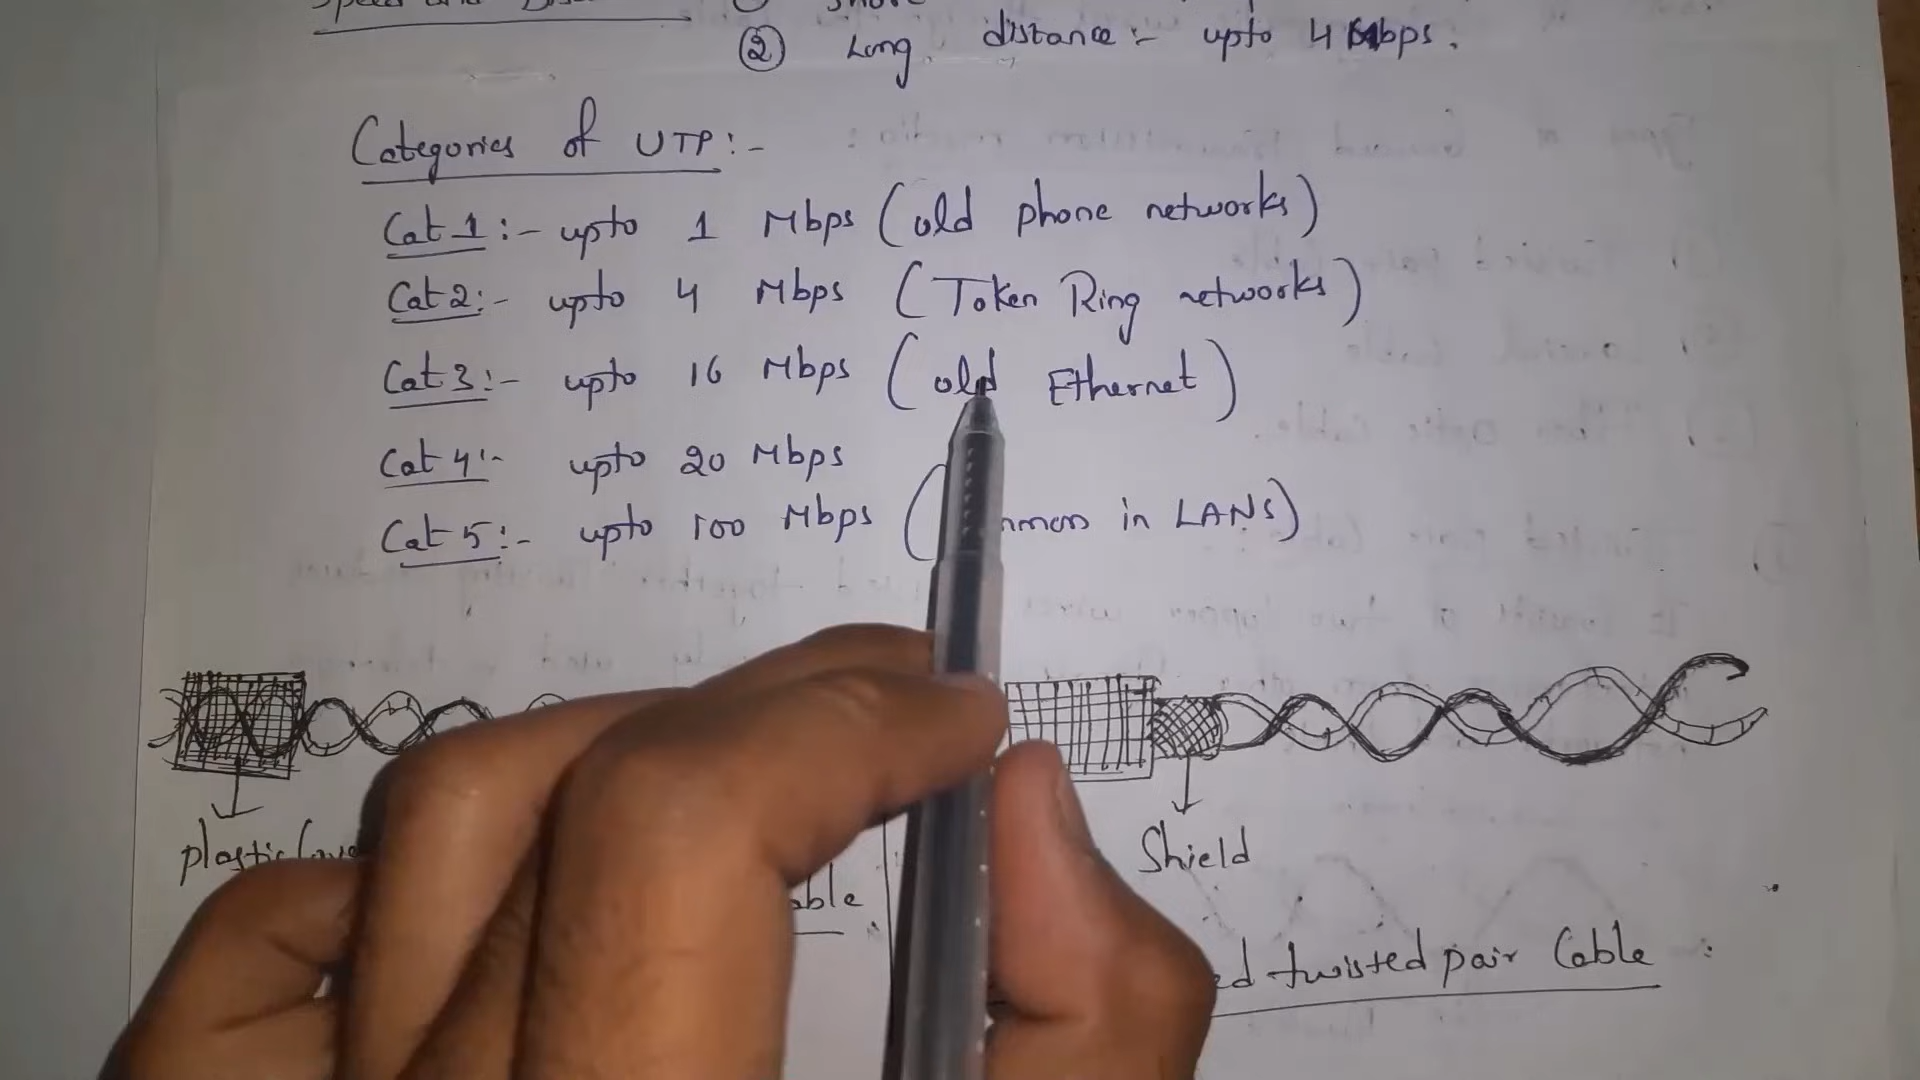 ② Long distance :- upto 4 Mbps.
Categories of UTP :-
Cat 1 :- upto 1 Mbps (old phone networks)
Cat 2 :- upto 4 Mbps (Token Ring networks)
Cat 3 :- upto 16 Mbps (old Ethernet)
Cat 4 :- upto 20 Mbps
Cat 5 :- upto 100 Mbps ( in LANS)
plastic
Shield
twisted pair Cable :